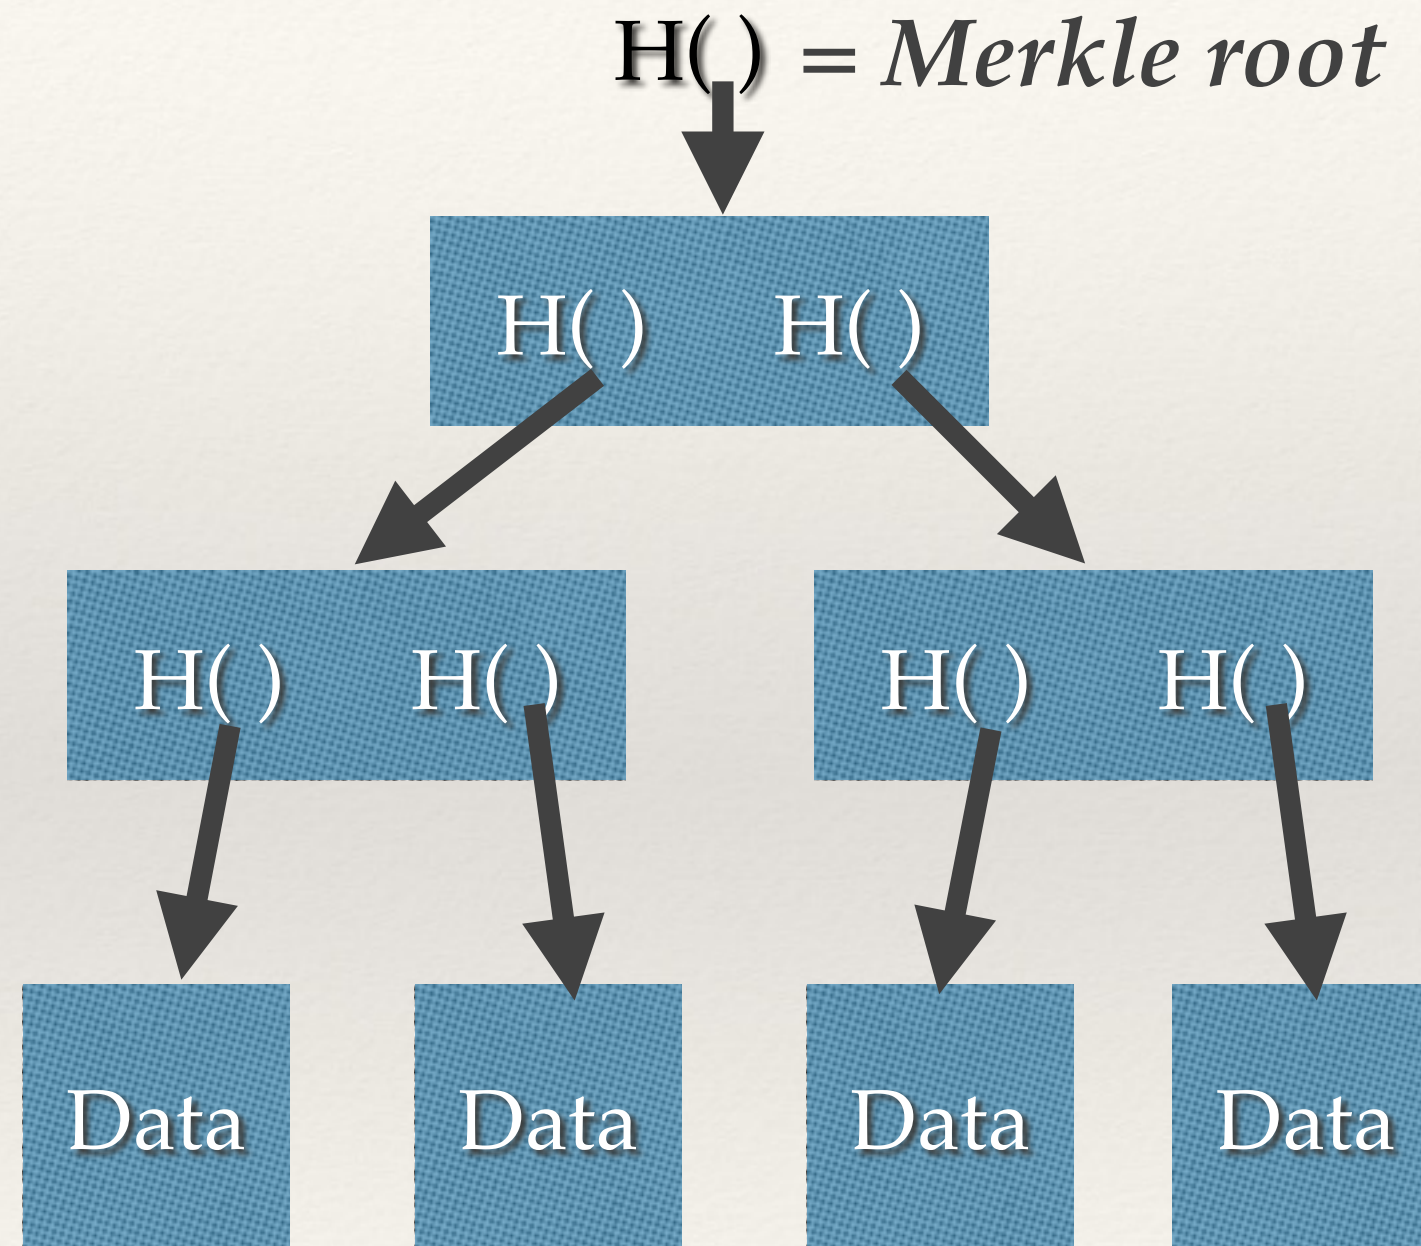 H( ) = Merkle root
H( ) H( )
H( ) H( ) H( ) H( )
Data Data Data Data